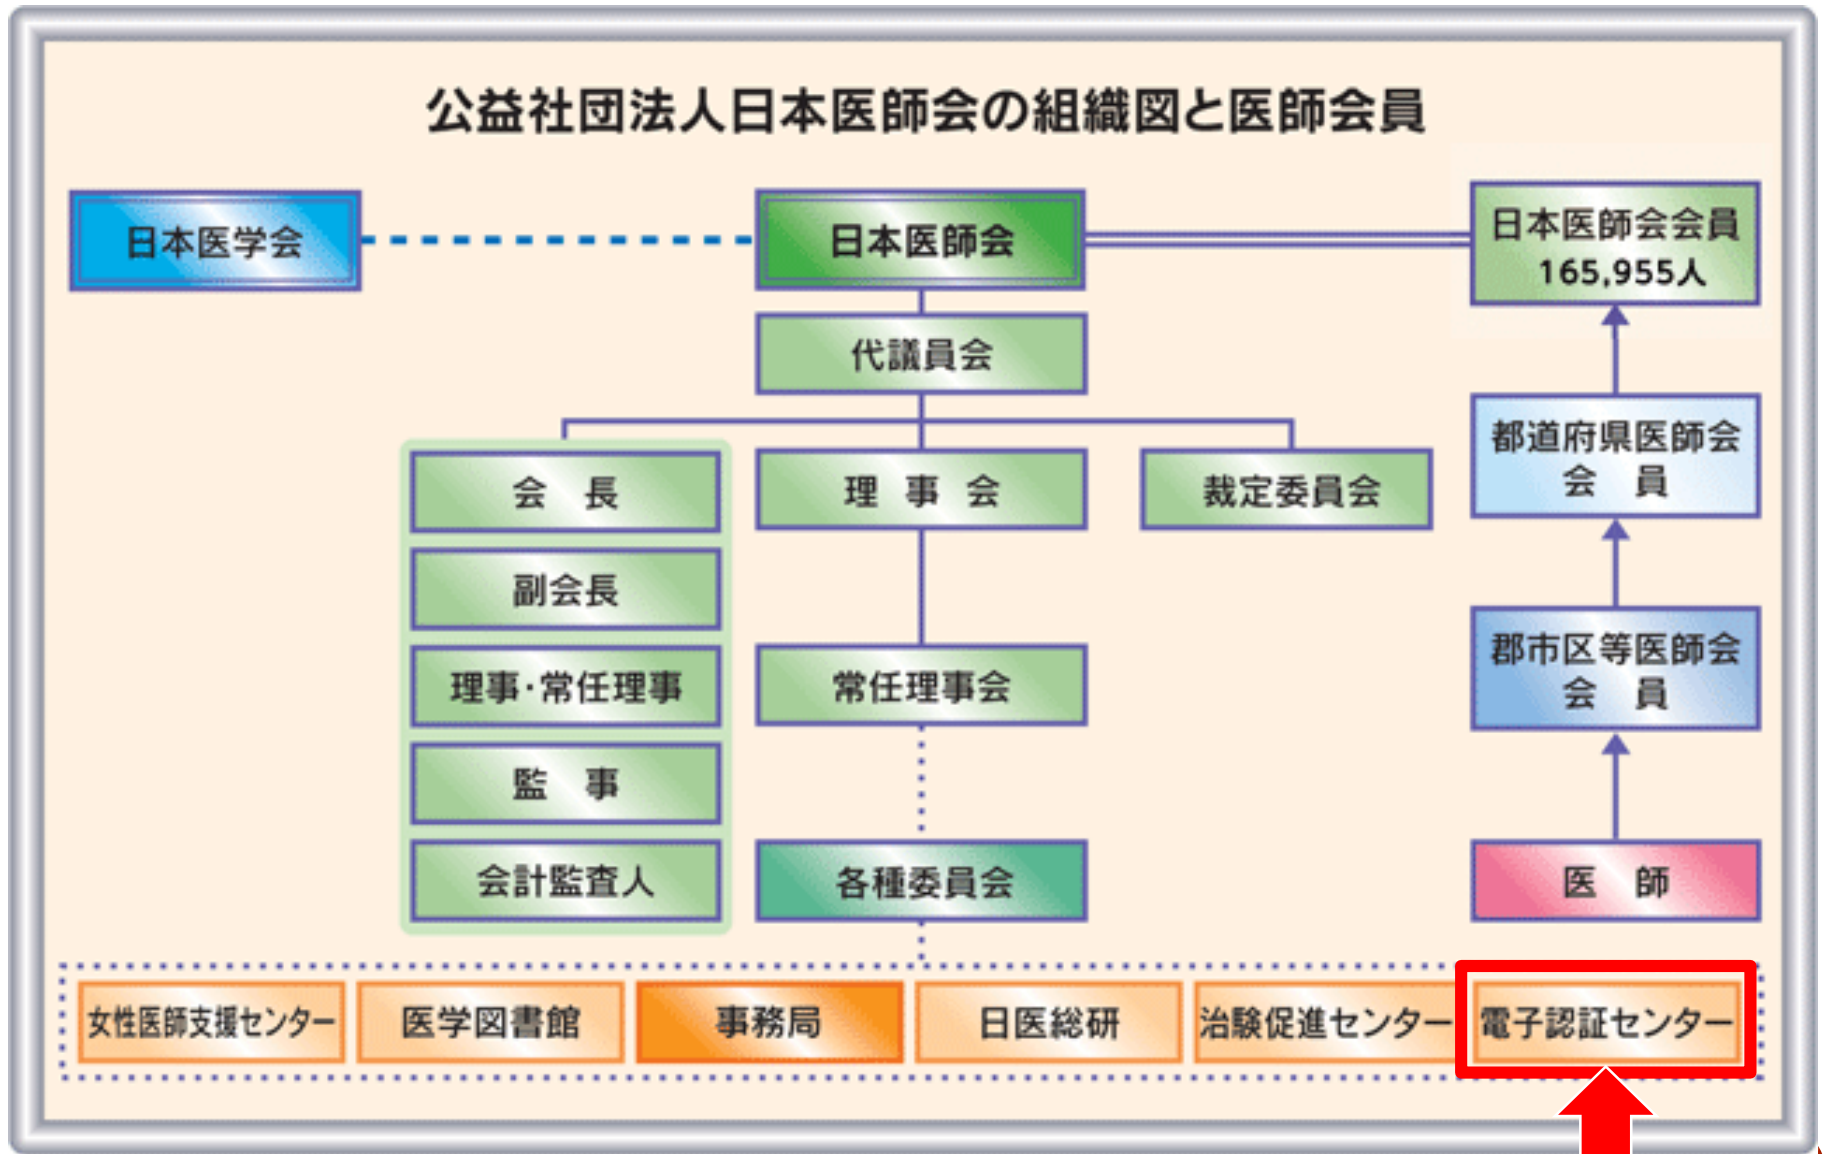 公益社団法人日本医師会の組織図と医師会員
日本医学会
日本医師会
日本医師会会員
165,955人
代議員会
会 長
理 事 会
裁定委員会
都道府県医師会
会 員
副会長
理事・常任理事
常任理事会
郡市区等医師会
会 員
監 事
会計監査人
各種委員会
医 師
女性医師支援センター
医学図書館
事務局
日医総研
治験促進センター
電子認証センター